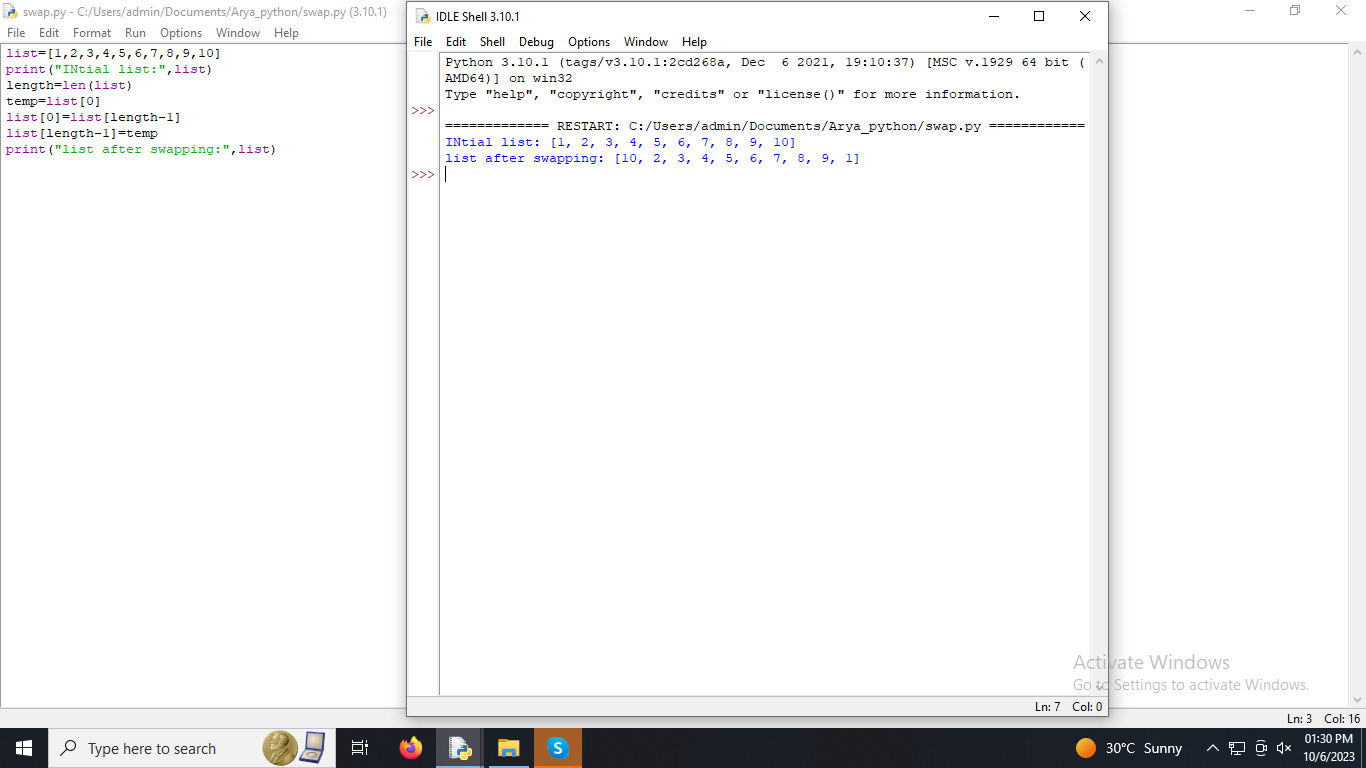 swap.py - C:/Users/admin/Documents/Arya_python/swap.py (3.10.1)
File Edit Format Run Options Window Help
list=[1,2,3,4,5,6,7,8,9,10]
print("INtial list:",list)
length=len(list)
temp=list[0]
list[0]=list[length-1]
list[length-1]=temp
print("list after swapping:",list)
IDLE Shell 3.10.1
File Edit Shell Debug Options Window Help
Python 3.10.1 (tags/v3.10.1:2cd268a, Dec  6 2021, 19:10:37) [MSC v.1929 64 bit (
AMD64)] on win32
Type "help", "copyright", "credits" or "license()" for more information.
>>>
============= RESTART: C:/Users/admin/Documents/Arya_python/swap.py ============
INtial list: [1, 2, 3, 4, 5, 6, 7, 8, 9, 10]
list after swapping: [10, 2, 3, 4, 5, 6, 7, 8, 9, 1]
>>>
Activate Windows
Go to Settings to activate Windows.
Ln: 7 Col: 0
Ln: 3 Col: 16
Type here to search
S
30°C Sunny
01:30 PM
10/6/2023